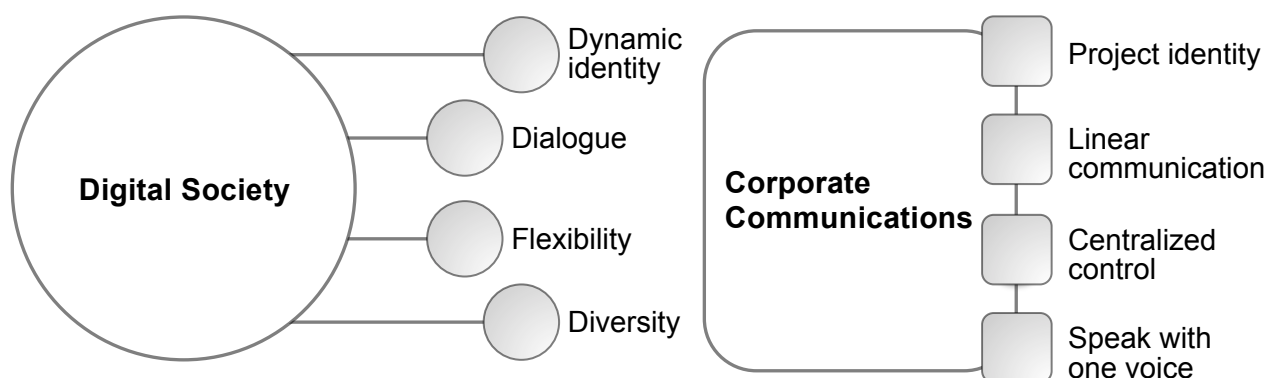 Digital Society
Dynamic
identity
Dialogue
Flexibility
Diversity
Corporate
Communications
Project identity
Linear
communication
Centralized
control
Speak with
one voice